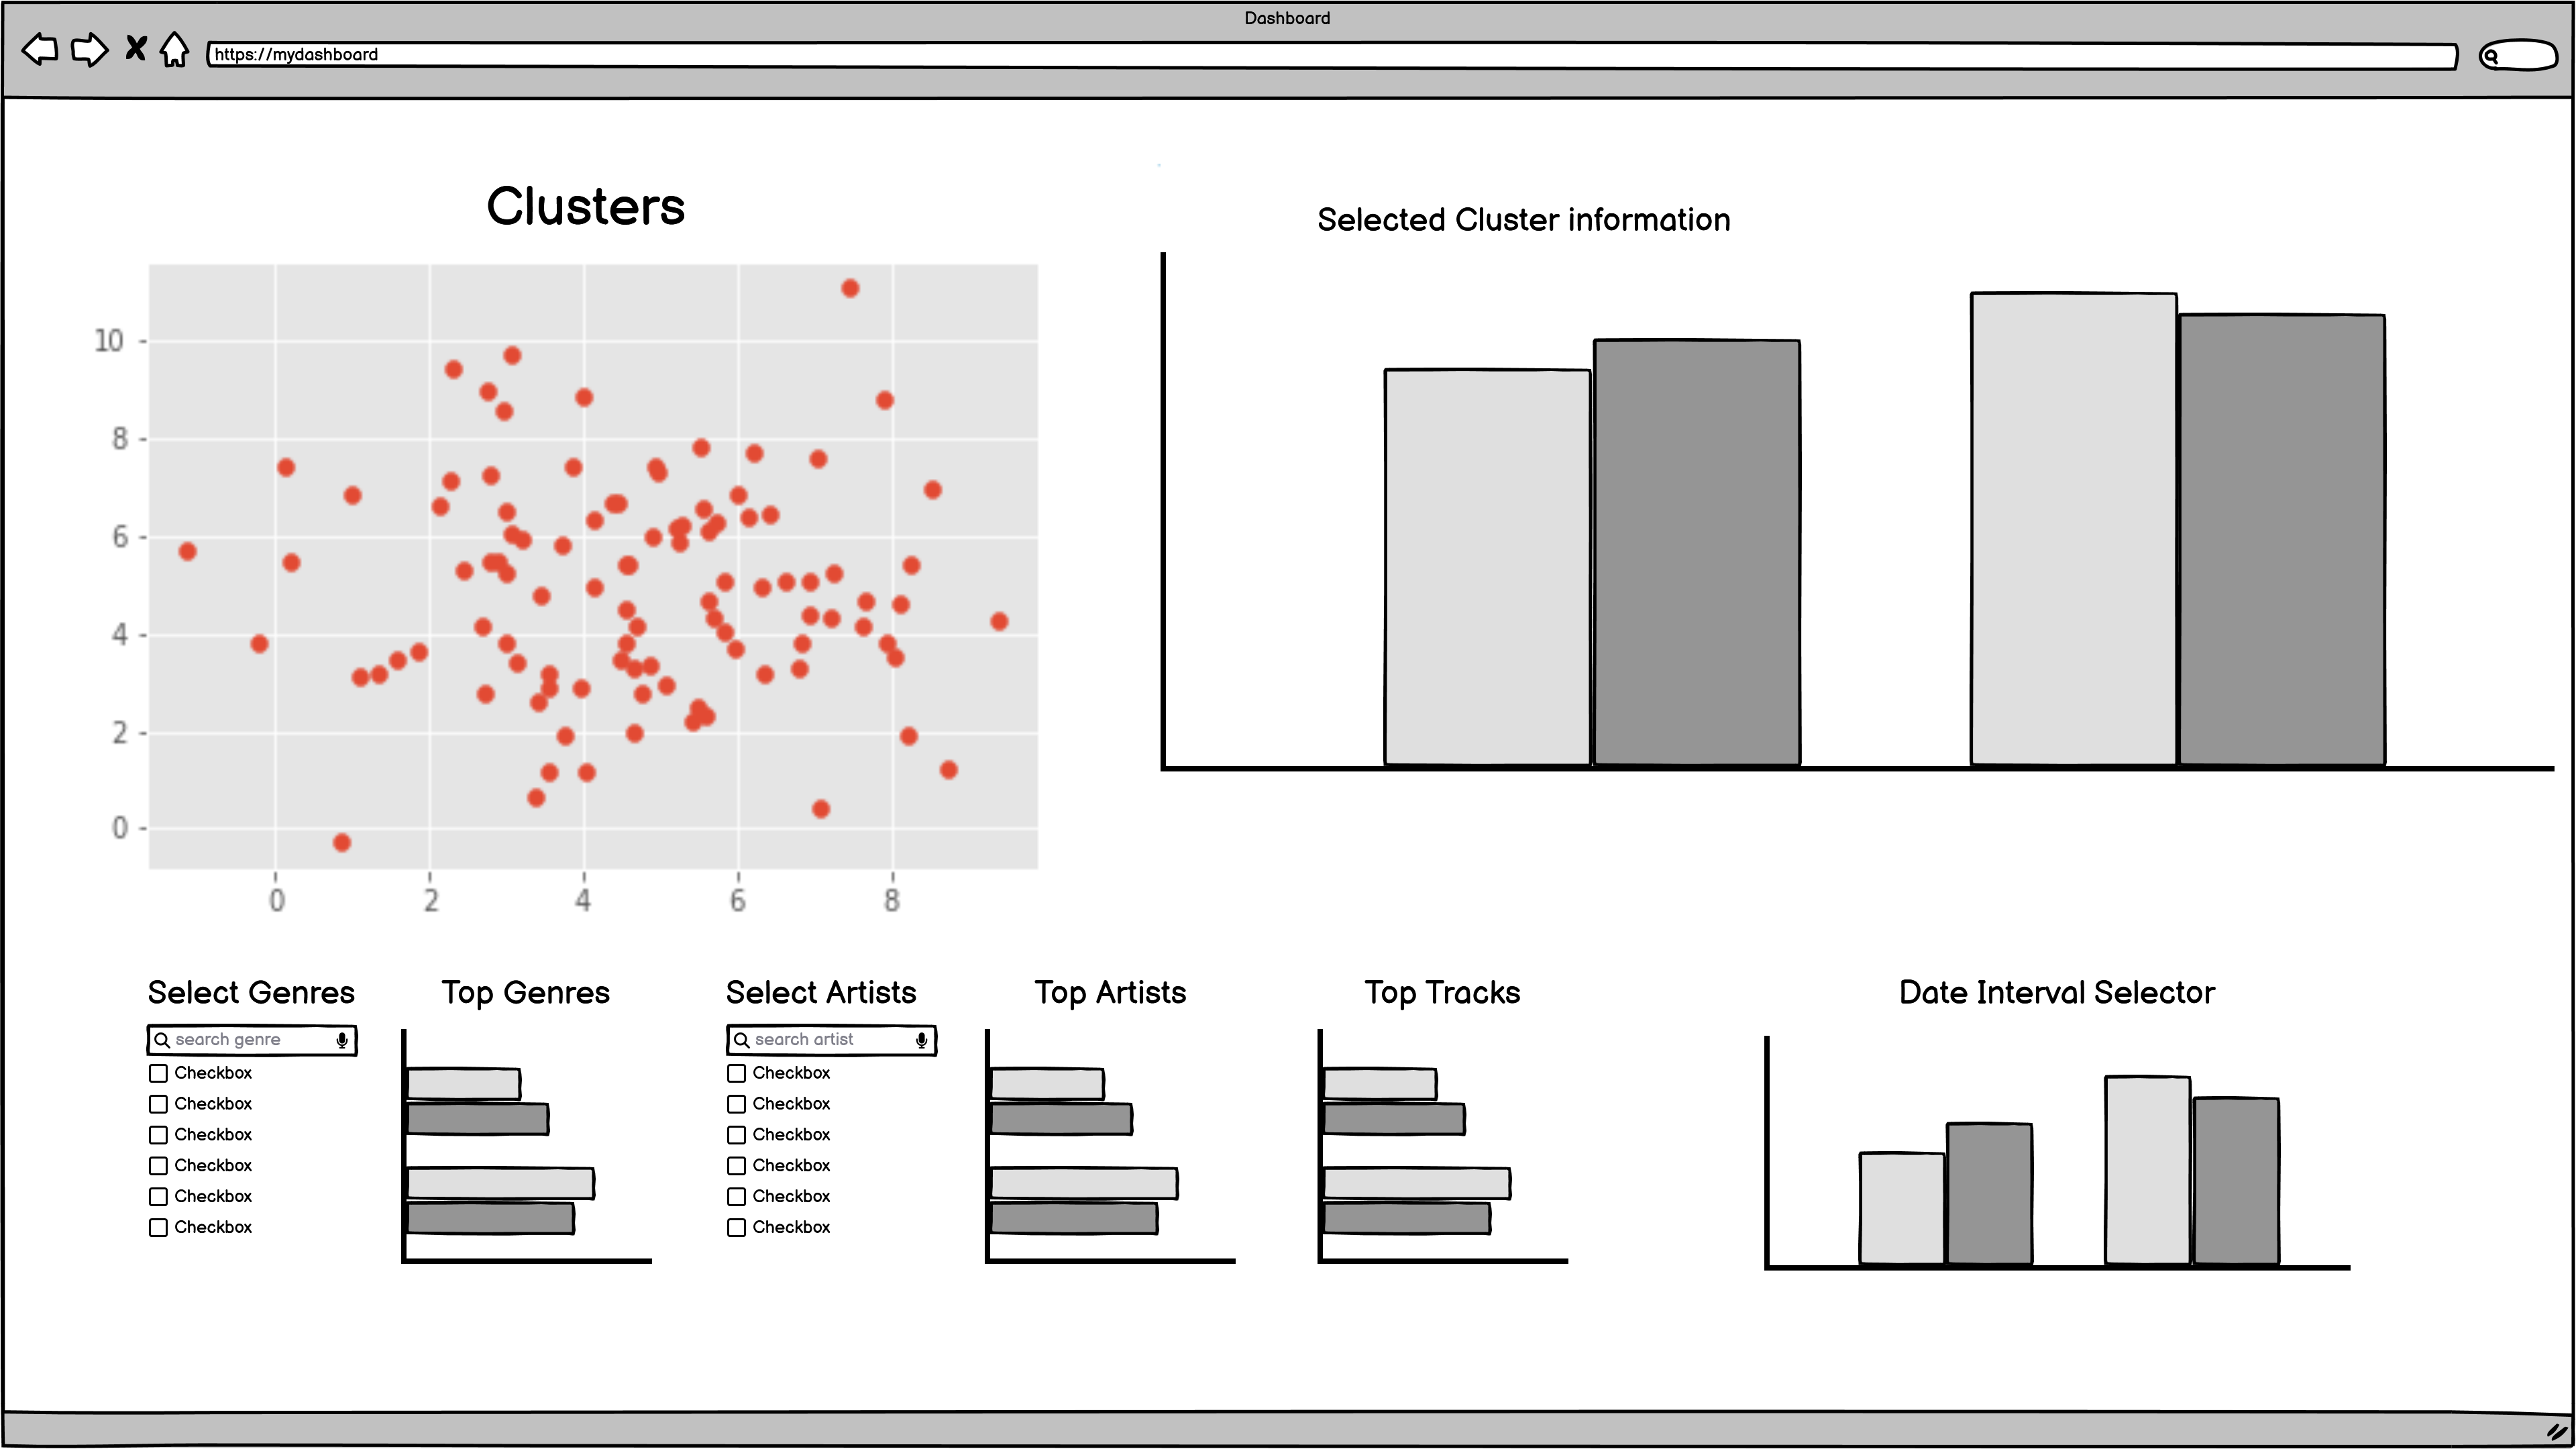 Dashboard
https://mydashboard
Clusters
10
8
6
4
2
0
0 2 4 6 8
Selected Cluster information
Select Genres
search genre
Checkbox
Checkbox
Checkbox
Checkbox
Checkbox
Checkbox
Top Genres
Select Artists
search artist
Checkbox
Checkbox
Checkbox
Checkbox
Checkbox
Checkbox
Top Artists
Top Tracks
Date Interval Selector